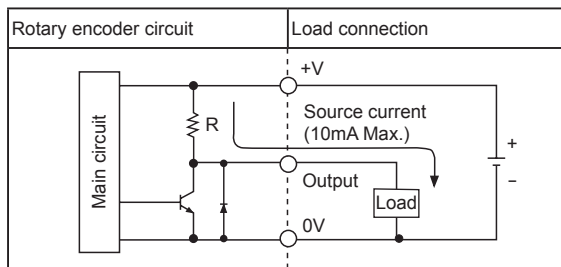 Rotary encoder circuit
Load connection
+V
Source current
(10mA Max.)
R
Main circuit
+
−
Output
Load
0V